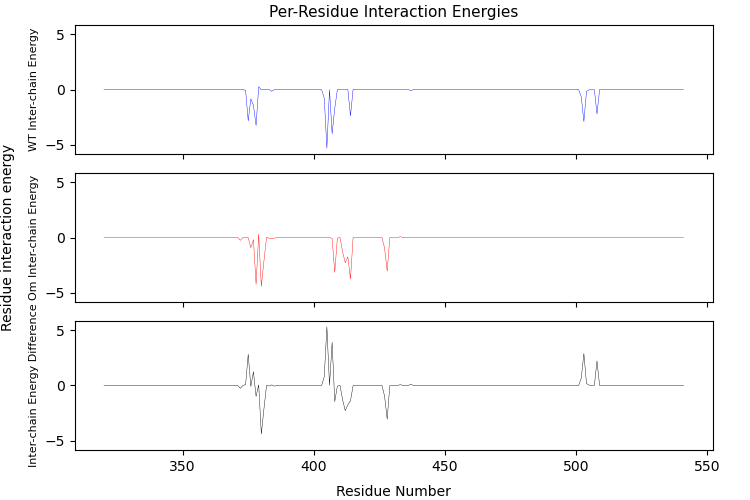 Per-Residue Interaction Energies
Residue interaction energy
WT Inter-chain Energy
5
0
−5
Om Inter-chain Energy
5
0
−5
Inter-chain Energy Difference
5
0
−5
350
400
450
500
550
Residue Number